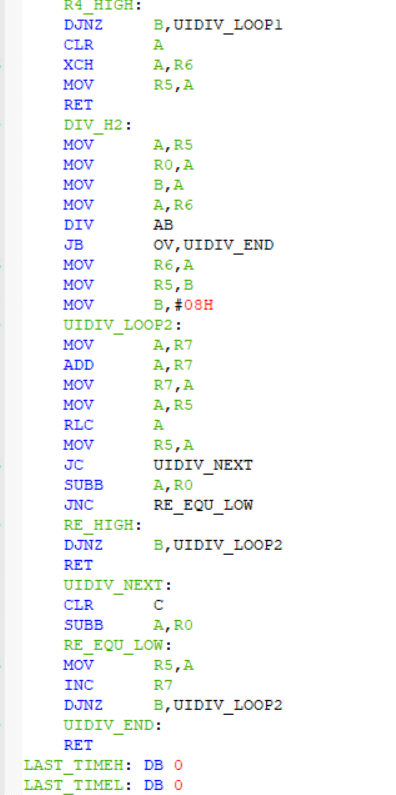 R4_HIGH:
DJNZ B,UIDIV_LOOP1
CLR A
XCH A,R6
MOV R5,A
RET
DIV_H2:
MOV A,R5
MOV R0,A
MOV B,A
MOV A,R6
DIV AB
JB OV,UIDIV_END
MOV R6,A
MOV R5,B
MOV B,#08H
UIDIV_LOOP2:
MOV A,R7
ADD A,R7
MOV R7,A
MOV A,R5
RLC A
MOV R5,A
JC UIDIV_NEXT
SUBB A,R0
JNC RE_EQU_LOW
RE_HIGH:
DJNZ B,UIDIV_LOOP2
RET
UIDIV_NEXT:
CLR C
SUBB A,R0
RE_EQU_LOW:
MOV R5,A
INC R7
DJNZ B,UIDIV_LOOP2
UIDIV_END:
RET
LAST_TIMEH: DB 0
LAST_TIMEL: DB 0